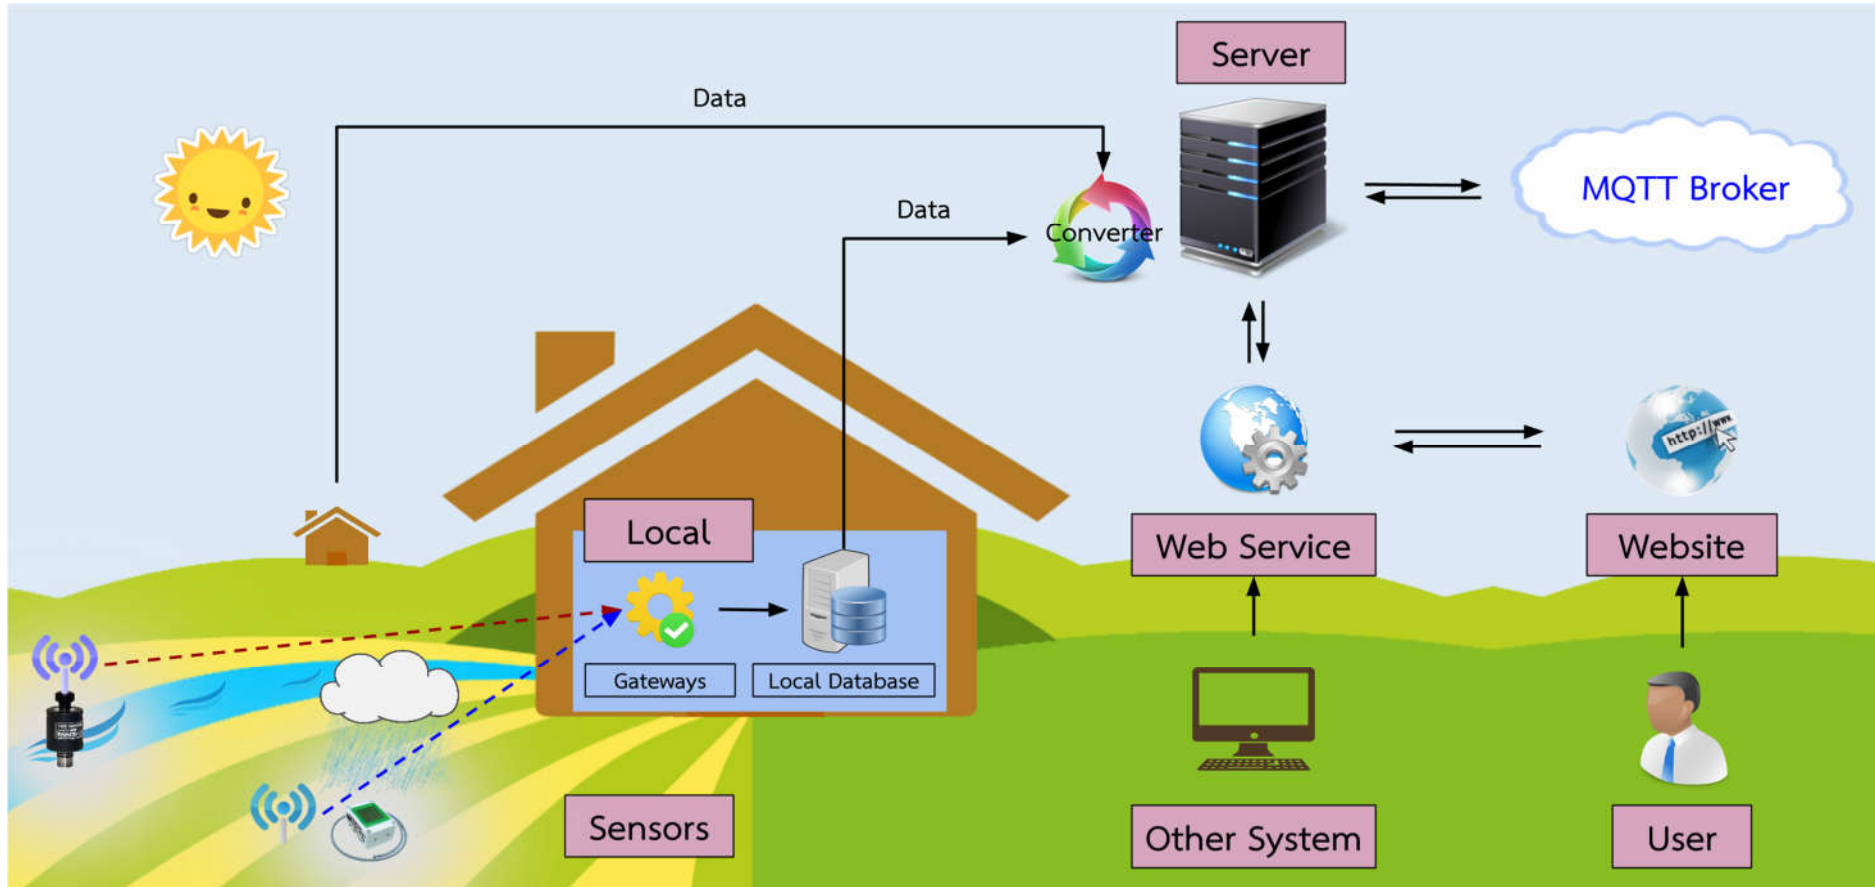 Server
Data
MQTT Broker
Data
Converter
http://www.
Local
Web Service
Website
Gateways
Local Database
Sensors
Other System
User